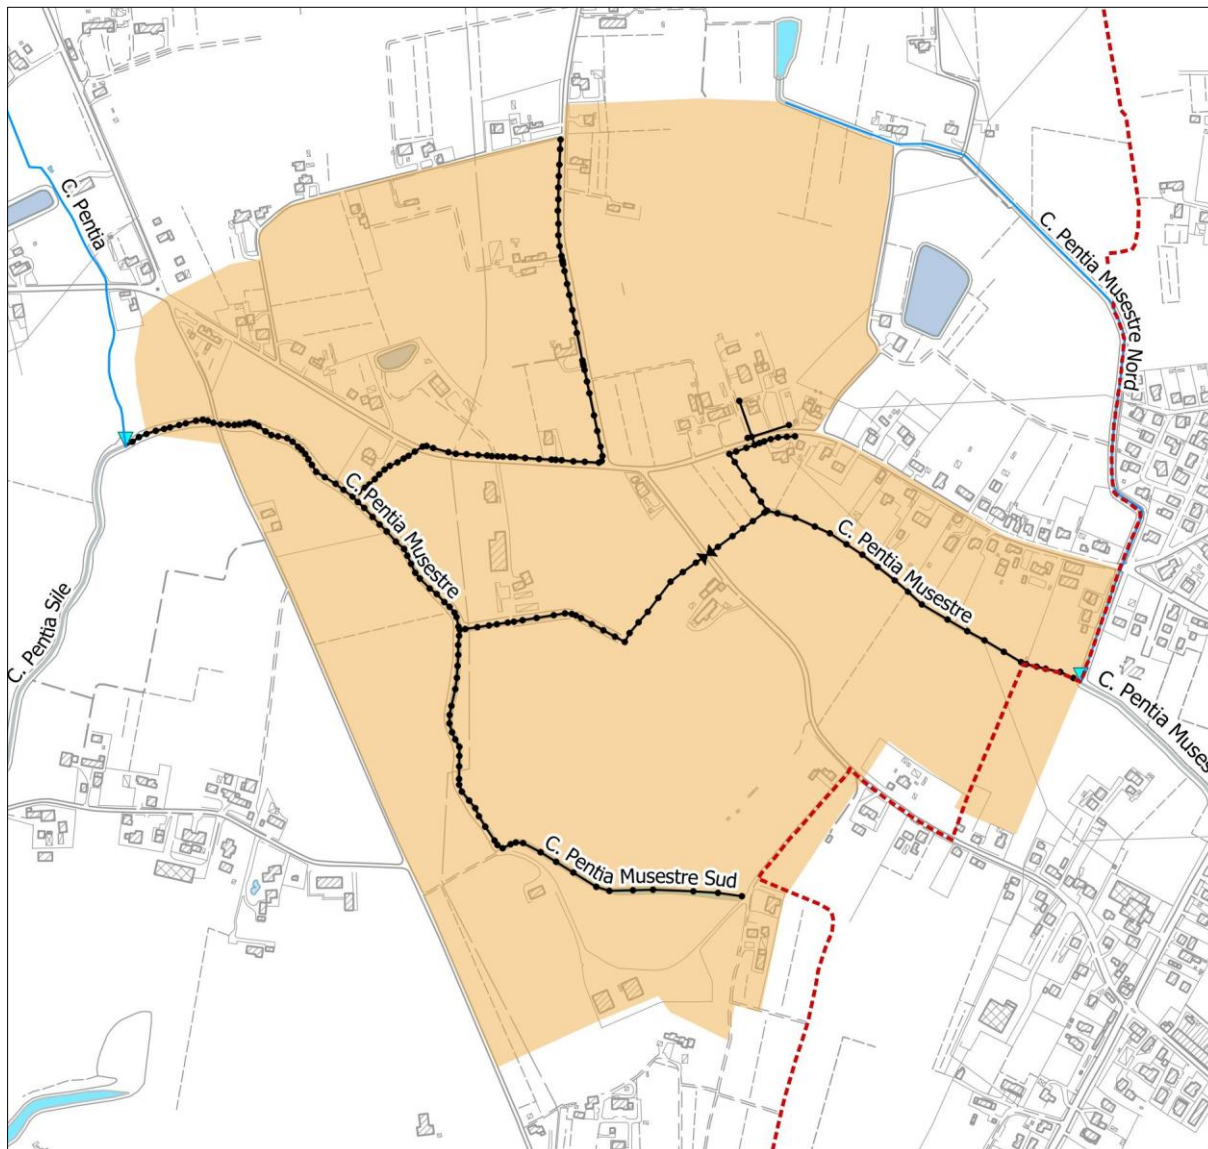 C. Pentia
C. Pentia Musestre Nord
C. Pentia Musestre
C. Pentia Musestre
C. Pentia Sile
C. Pentia Muses
C. Pentia Musestre Sud